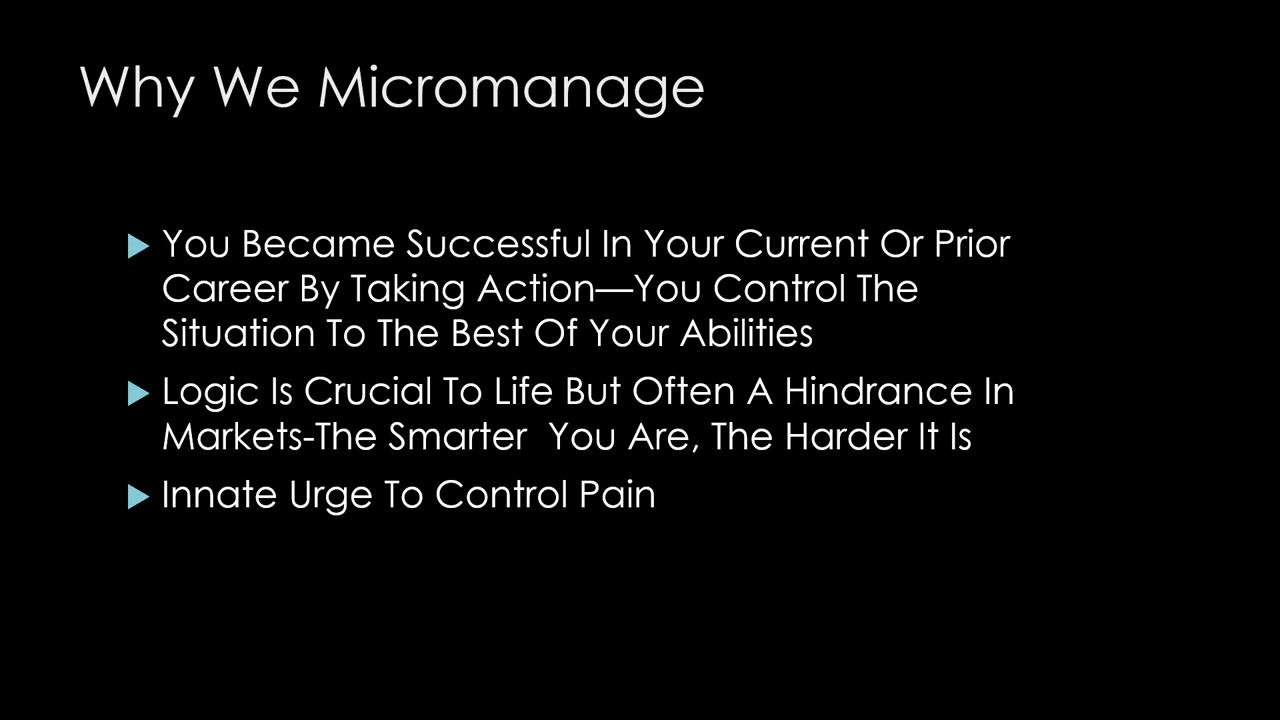 Why We Micromanage
You Became Successful In Your Current Or Prior
Career By Taking Action—You Control The
Situation To The Best Of Your Abilities
Logic Is Crucial To Life But Often A Hindrance In
Markets-The Smarter  You Are, The Harder It Is
Innate Urge To Control Pain